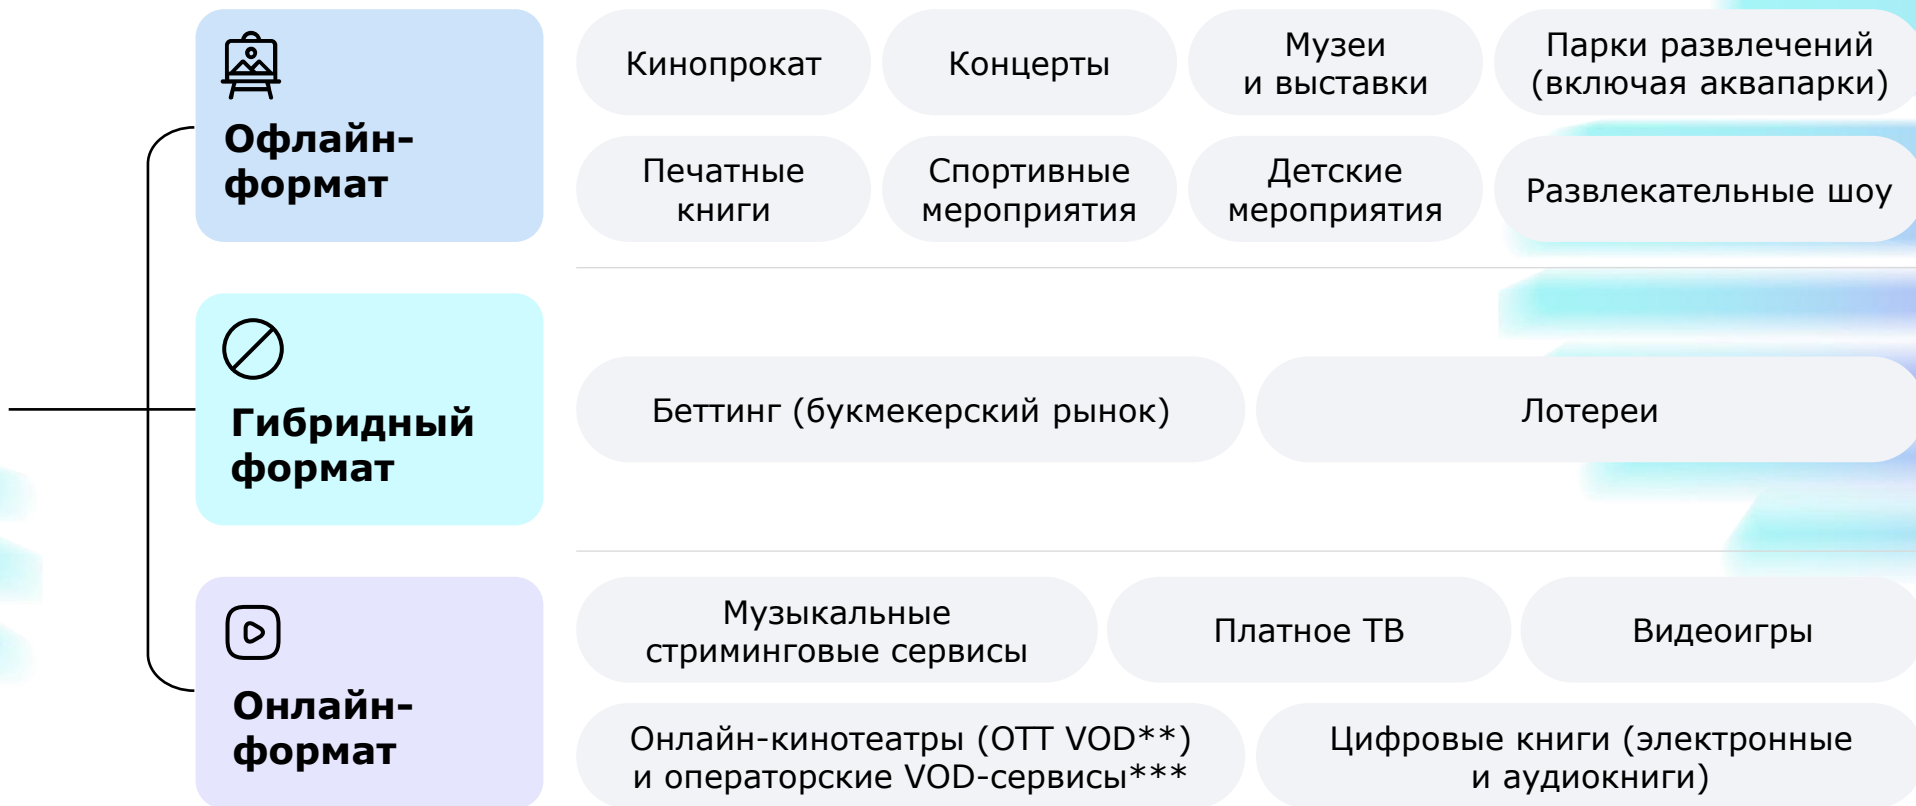 Офлайн-
формат
Кинопрокат
Концерты
Музеи
и выставки
Парки развлечений
(включая аквапарки)
Печатные
книги
Спортивные
мероприятия
Детские
мероприятия
Развлекательные шоу
Гибридный
формат
Беттинг (букмекерский рынок)
Лотереи
Онлайн-
формат
Музыкальные
стриминговые сервисы
Платное ТВ
Видеоигры
Онлайн-кинотеатры (OTT VOD**)
и операторские VOD-сервисы***
Цифровые книги (электронные
и аудиокниги)